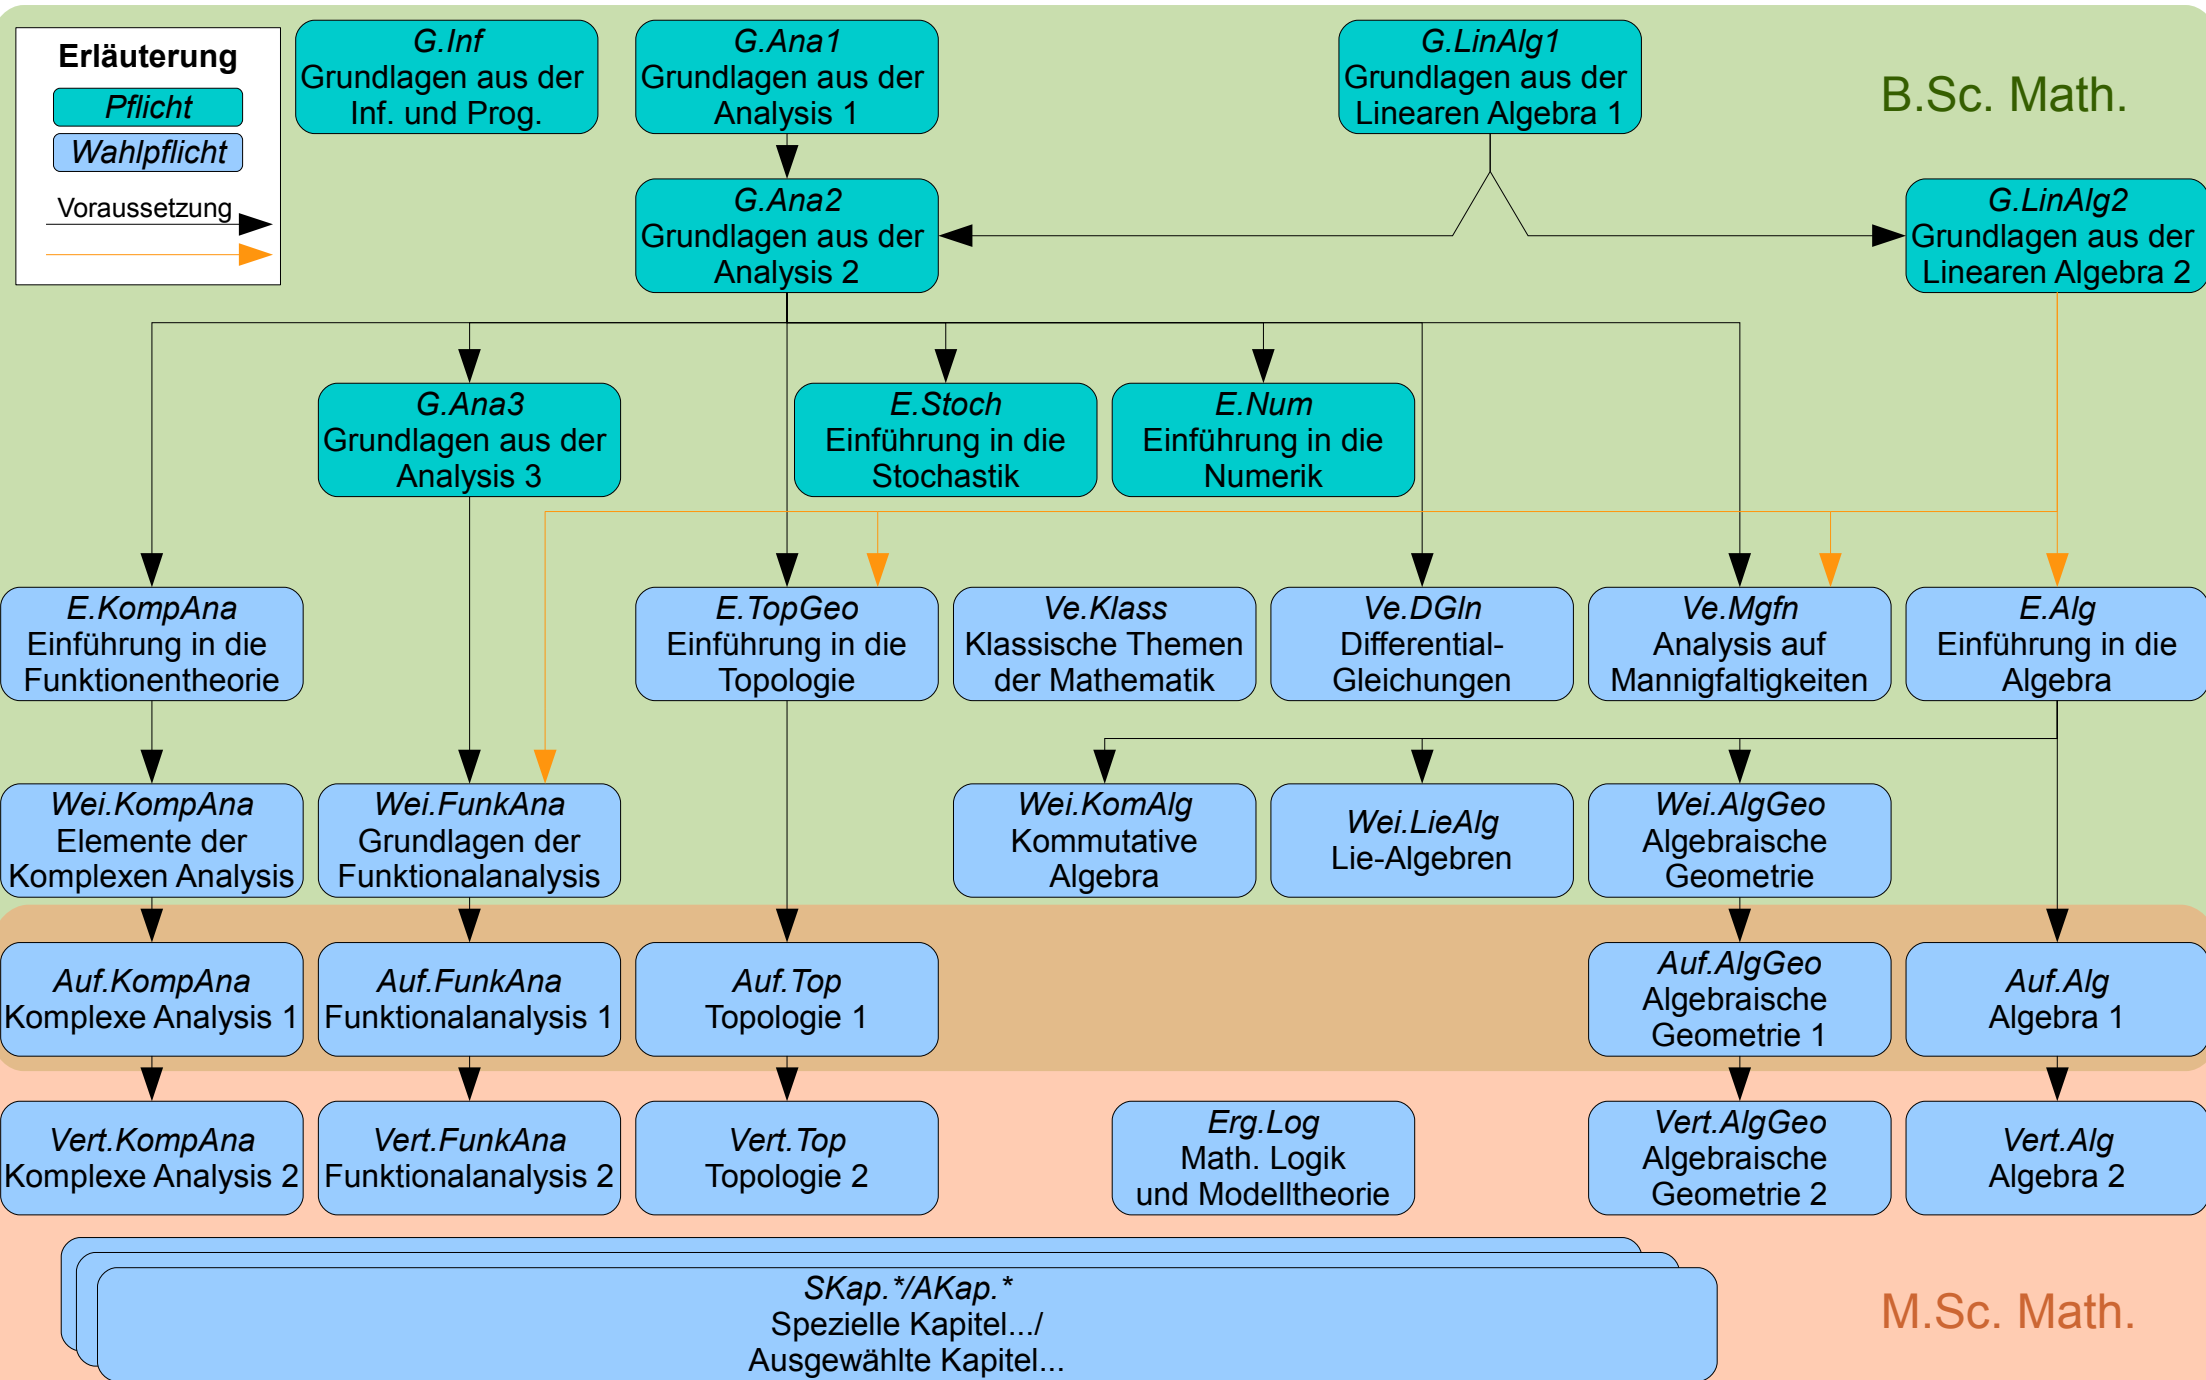 Erläuterung
Pflicht
Wahlpflicht
Voraussetzung
G.Inf
Grundlagen aus der
Inf. und Prog.
G.Ana1
Grundlagen aus der
Analysis 1
G.LinAlg1
Grundlagen aus der
Linearen Algebra 1
B.Sc. Math.
G.Ana2
Grundlagen aus der
Analysis 2
G.LinAlg2
Grundlagen aus der
Linearen Algebra 2
G.Ana3
Grundlagen aus der
Analysis 3
E.Stoch
Einführung in die
Stochastik
E.Num
Einführung in die
Numerik
E.KompAna
Einführung in die
Funktionentheorie
E.TopGeo
Einführung in die
Topologie
Ve.Klass
Klassische Themen
der Mathematik
Ve.DGln
Differential-
Gleichungen
Ve.Mgfn
Analysis auf
Mannigfaltigkeiten
E.Alg
Einführung in die
Algebra
Wei.KompAna
Elemente der
Komplexen Analysis
Wei.FunkAna
Grundlagen der
Funktionalanalysis
Wei.KomAlg
Kommutative
Algebra
Wei.LieAlg
Lie-Algebren
Wei.AlgGeo
Algebraische
Geometrie
Auf.KompAna
Komplexe Analysis 1
Auf.FunkAna
Funktionalanalysis 1
Auf.Top
Topologie 1
Auf.AlgGeo
Algebraische
Geometrie 1
Auf.Alg
Algebra 1
Vert.KompAna
Komplexe Analysis 2
Vert.FunkAna
Funktionalanalysis 2
Vert.Top
Topologie 2
Erg.Log
Math. Logik
und Modelltheorie
Vert.AlgGeo
Algebraische
Geometrie 2
Vert.Alg
Algebra 2
SKap.*/AKap.*
Spezielle Kapitel.../
Ausgewählte Kapitel...
M.Sc. Math.